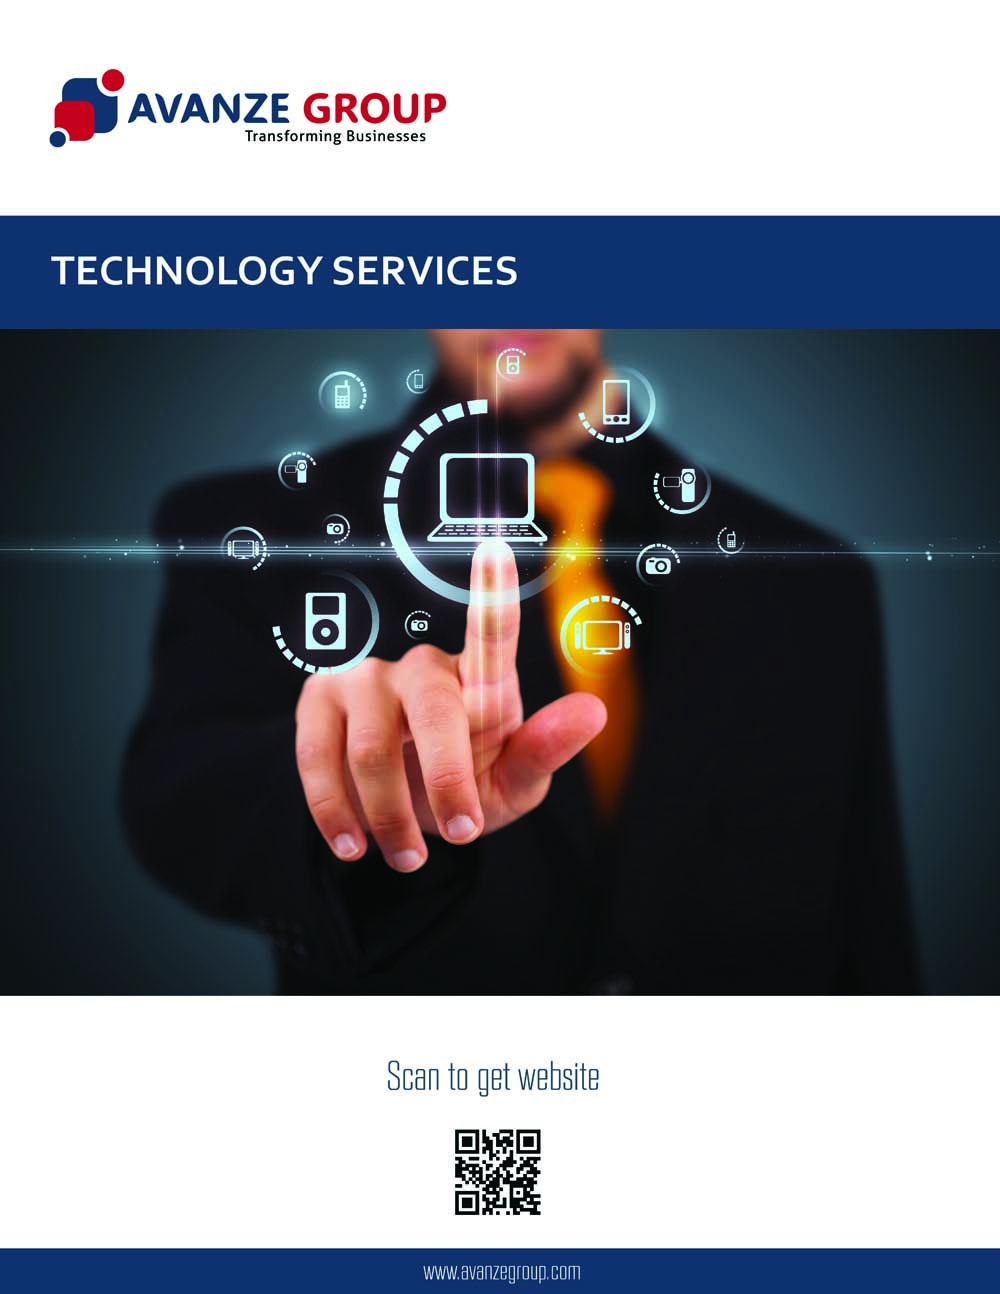 AVANZE GROUP
Transforming Businesses
TECHNOLOGY SERVICES
Scan to get website
www.avanzegroup.com